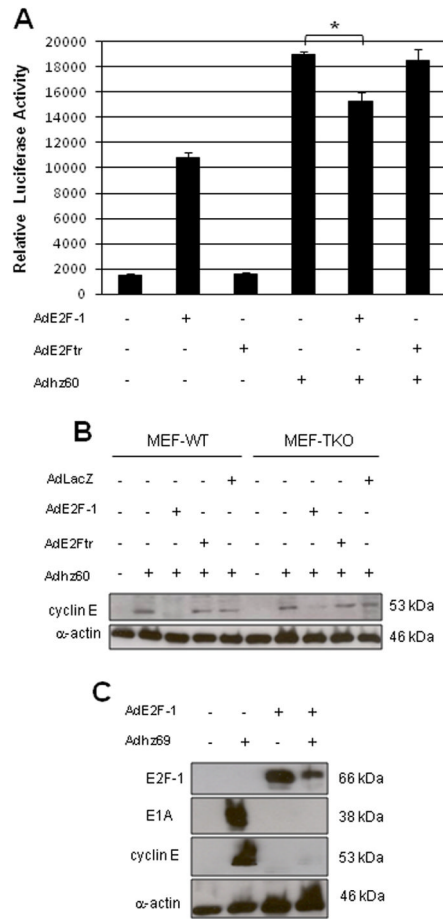 A
*
Relative Luciferase Activity
20000
18000
16000
14000
12000
10000
8000
6000
4000
2000
0
AdE2F-1 - + - - + -
AdE2Ftr - - + - - +
Adhz60 - - - + + +
B
MEF-WT MEF-TKO
AdLacZ - - - - + - - - - +
AdE2F-1 - - + - - - - + - -
AdE2Ftr - - - + - - - - + -
Adhz60 - + + + + - + + + +
cyclin E 53 kDa
α-actin 46 kDa
C
AdE2F-1 - - + +
Adhz69 - + - +
E2F-1 66 kDa
E1A 38 kDa
cyclin E 53 kDa
α-actin 46 kDa